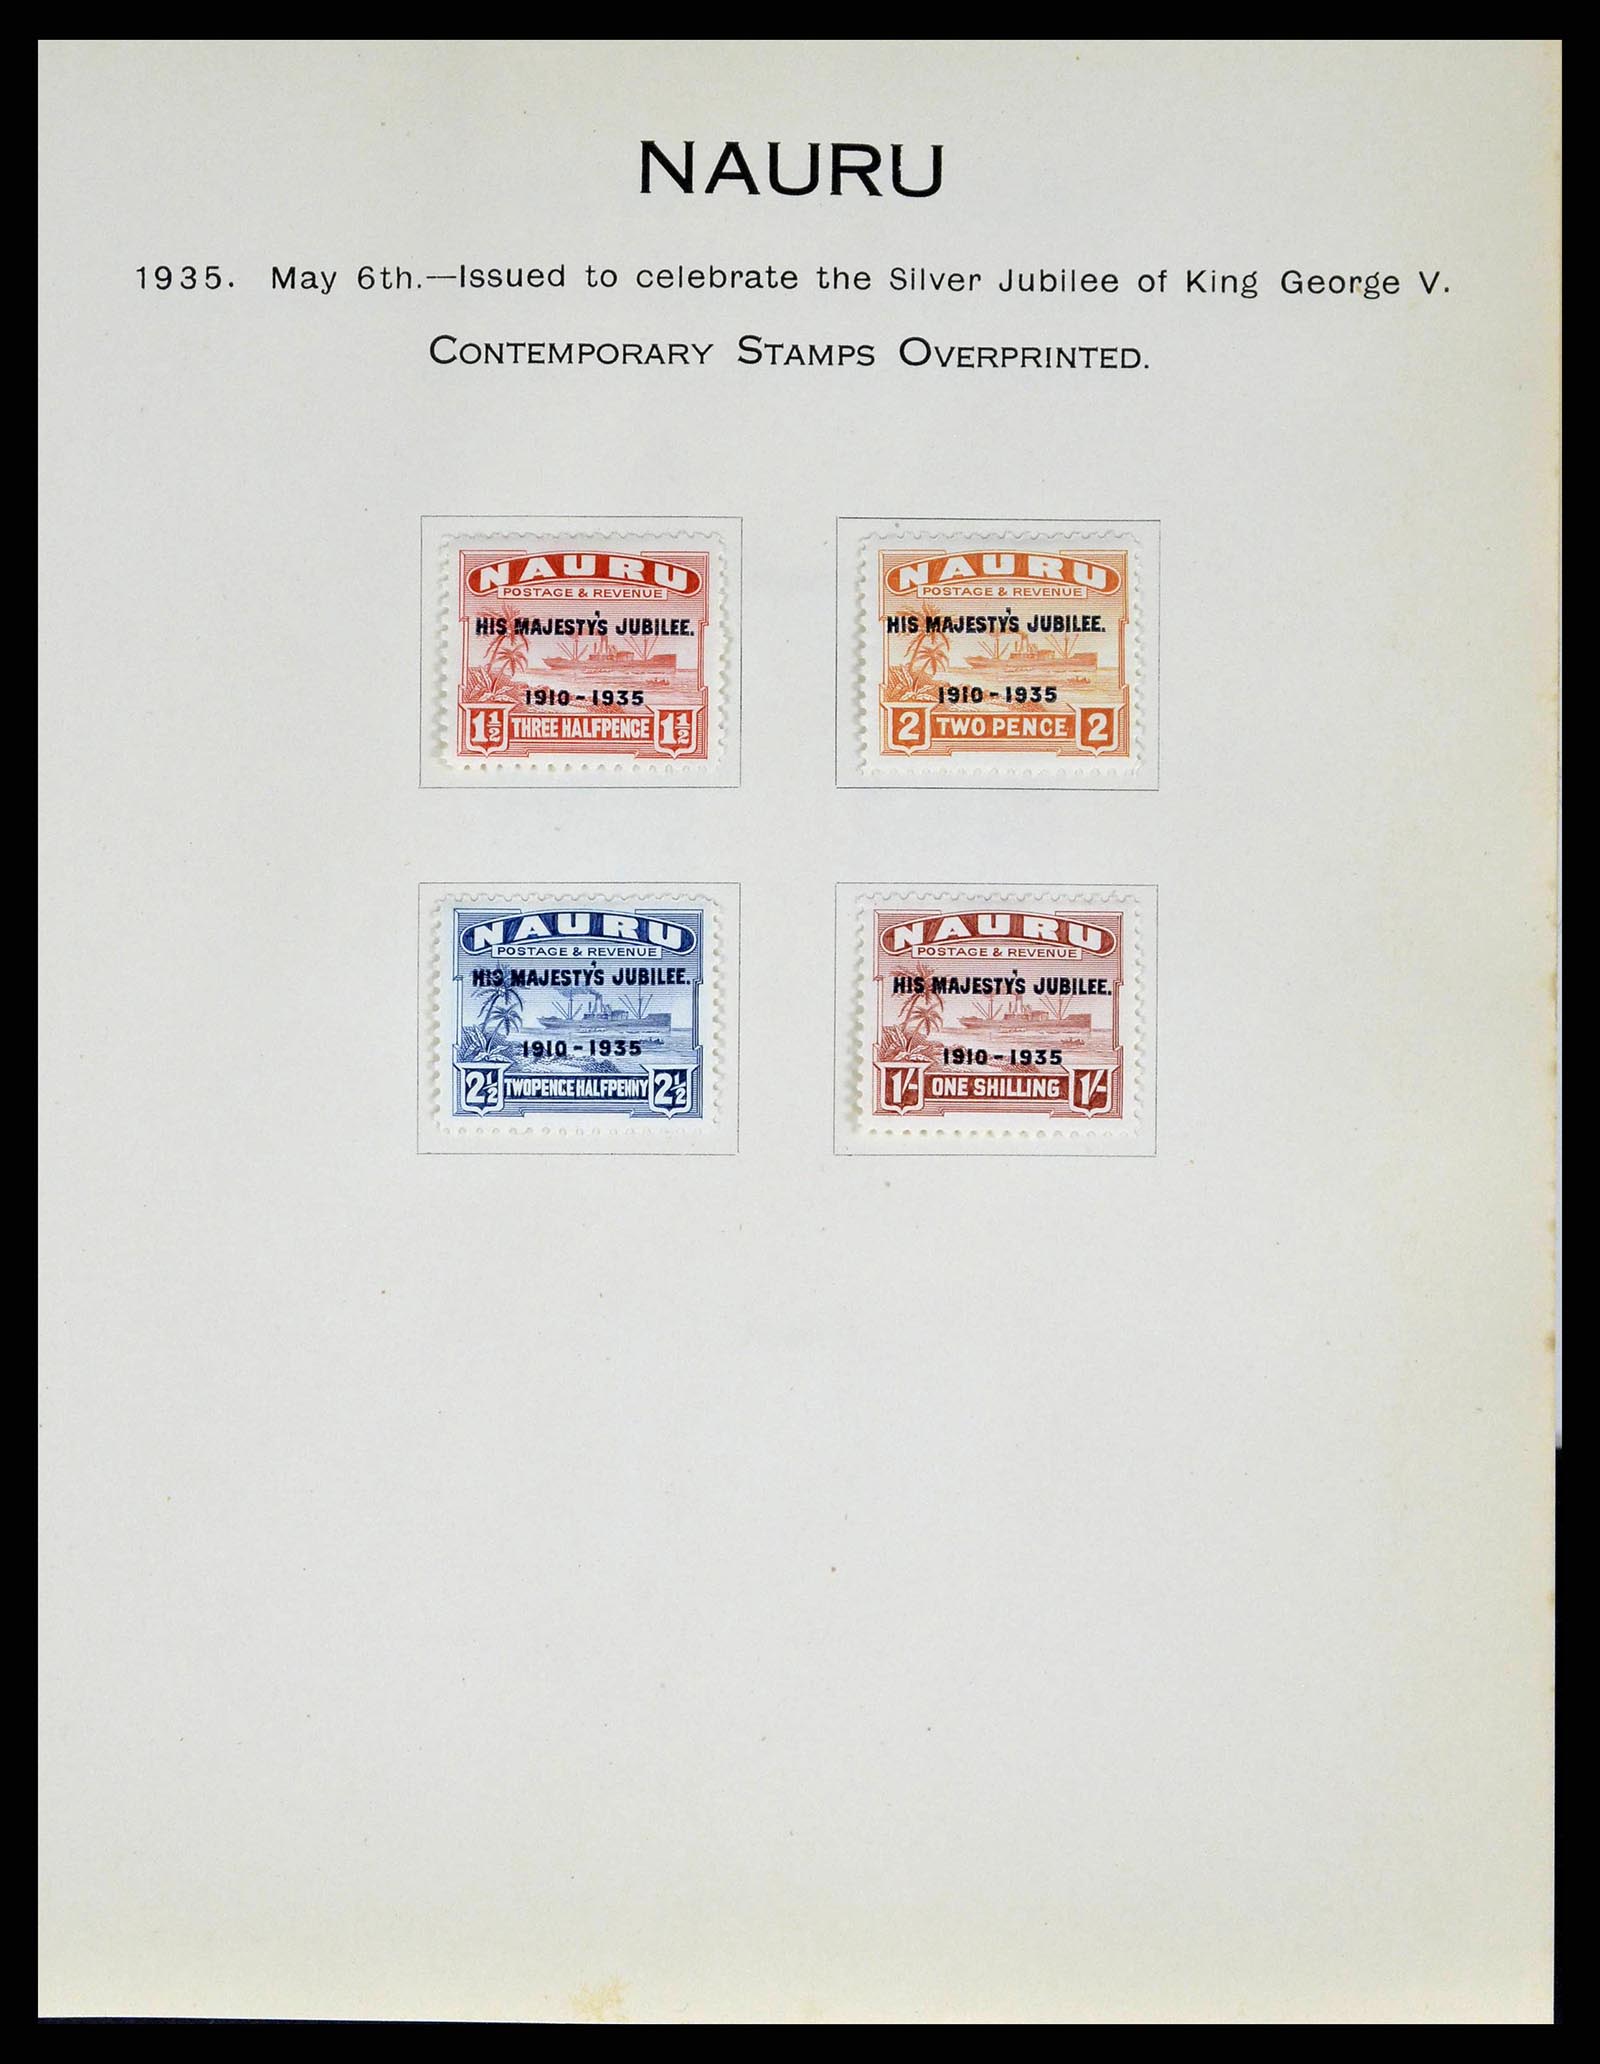 NAURU
1935. May 6th.—Issued to celebrate the Silver Jubilee of King George V.
CONTEMPORARY STAMPS OVERPRINTED.
NAURU
POSTAGE & REVENUE
HIS MAJESTY'S JUBILEE.
1910-1935
1½ THREE HALFPENCE 1½
NAURU
POSTAGE & REVENUE
HIS MAJESTY'S JUBILEE.
1910-1935
2 TWO PENCE 2
NAURU
POSTAGE & REVENUE
HIS MAJESTY'S JUBILEE.
1910-1935
2½ TWOPENCE HALFPENNY 2½
NAURU
POSTAGE & REVENUE
HIS MAJESTY'S JUBILEE.
1910-1935
1/- ONE SHILLING 1/-